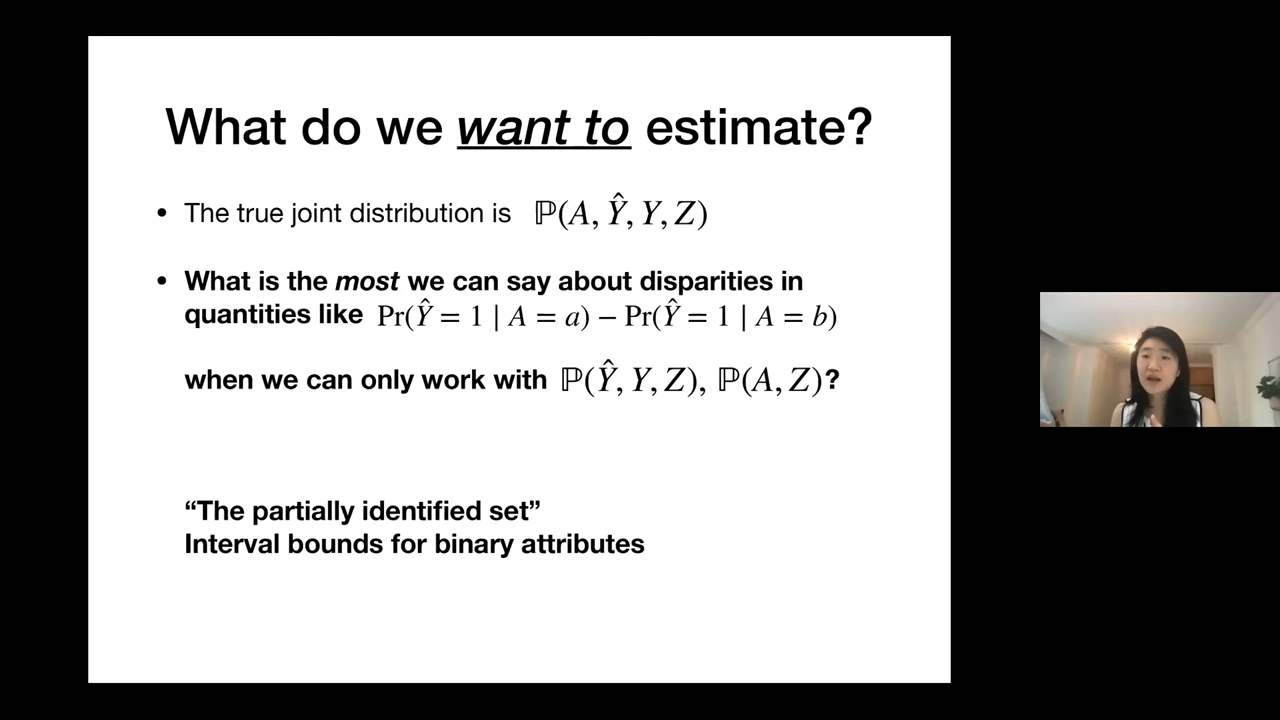 What do we want to estimate?
• The true joint distribution is ℙ(A, Ŷ, Y, Z)
• What is the most we can say about disparities in
quantities like Pr(Ŷ = 1 | A = a) − Pr(Ŷ = 1 | A = b)
when we can only work with ℙ(Ŷ, Y, Z), ℙ(A, Z)?
“The partially identified set”
Interval bounds for binary attributes